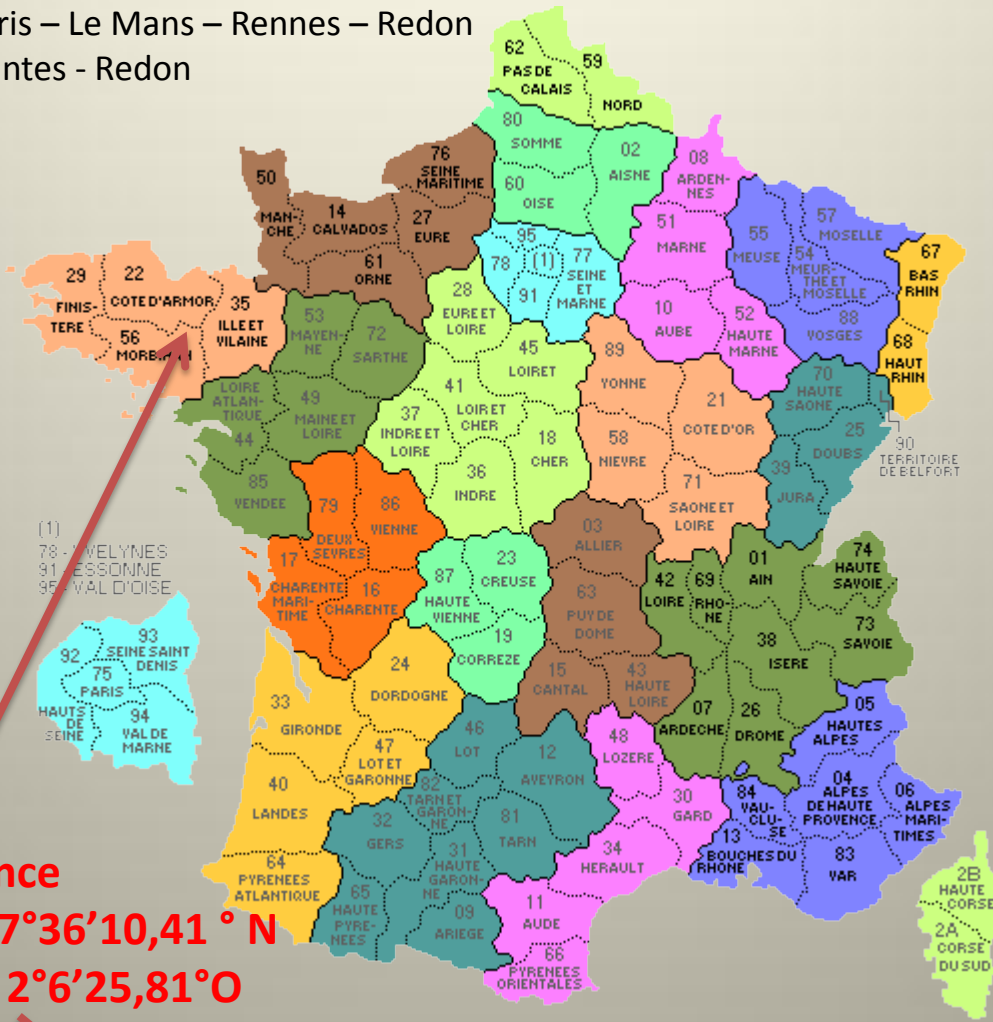 ris – Le Mans – Rennes – Redon
ntes - Redon
62
PAS DE
CALAIS
59
NORD
80
SOMME
02
AISNE
60
OISE
76
SEINE
MARITIME
27
EURE
50
MAN-
CHE
14
CALVADOS
61
ORNE
08
ARDEN-
NES
51
MARNE
10
AUBE
52
HAUTE
MARNE
55
MEUSE
54
MEUR-
THE ET
MOSELLE
57
MOSELLE
88
VOSGES
67
BAS
RHIN
68
HAUT
RHIN
95
78
(1)
91
77
SEINE
ET
MARNE
29
FINIS-
TERE
22
COTE D'ARMOR
56
35
ILLE ET
VILAINE
53
MAYEN-
NE
72
SARTHE
LOIRE
ATLAN-
TIQUE
44
49
MAINE ET
LOIRE
85
VENDEE
28
EURE ET
LOIRE
45
LOIRET
41
LOIR ET
CHER
37
INDRE ET
LOIRE
18
CHER
36
INDRE
89
YONNE
21
COTE D'OR
58
NIEVRE
71
SAONE ET
LOIRE
70
HAUTE
SAONE
25
DOUBS
39
JURA
90
TERRITOIRE
DE BELFORT
79
DEUX
SEVRES
86
VIENNE
17
CHARENTE
MARI-
TIME
16
CHARENTE
87
HAUTE
VIENNE
23
CREUSE
19
CORREZE
03
ALLIER
63
PUY DE
DOME
15
CANTAL
43
HAUTE
LOIRE
42
LOIRE
69
RHO-
NE
01
AIN
74
HAUTE
SAVOIE
73
SAVOIE
38
ISERE
07
ARDECHE
26
DROME
(1)
78 - YVELYNES
91 - ESSONNE
95 - VAL D'OISE
93
SEINE SAINT
DENIS
92
HAUTS
DE
SEINE
75
PARIS
94
VAL DE
MARNE
24
DORDOGNE
33
GIRONDE
47
LOT ET
GARONNE
40
LANDES
64
PYRENEES
ATLANTIQUE
46
LOT
12
AVEYRON
82
TARN ET
GARON-
NE
81
TARN
32
GERS
31
HAUTE
GARON-
NE
65
HAUTE
PYRE-
NEES
09
ARIEGE
48
LOZERE
30
GARD
34
HERAULT
11
AUDE
66
PYRENEES
ORIENTALES
05
HAUTES
ALPES
04
ALPES
DE HAUTE
PROVENCE
06
ALPES
MARI-
TIMES
84
VAU-
CLU-
SE
13
BOUCHES DU
RHONE
83
VAR
2B
HAUTE
CORSE
2A
CORSE
DU SUD
nce
7°36’10,41 ° N
2°6’25,81°O